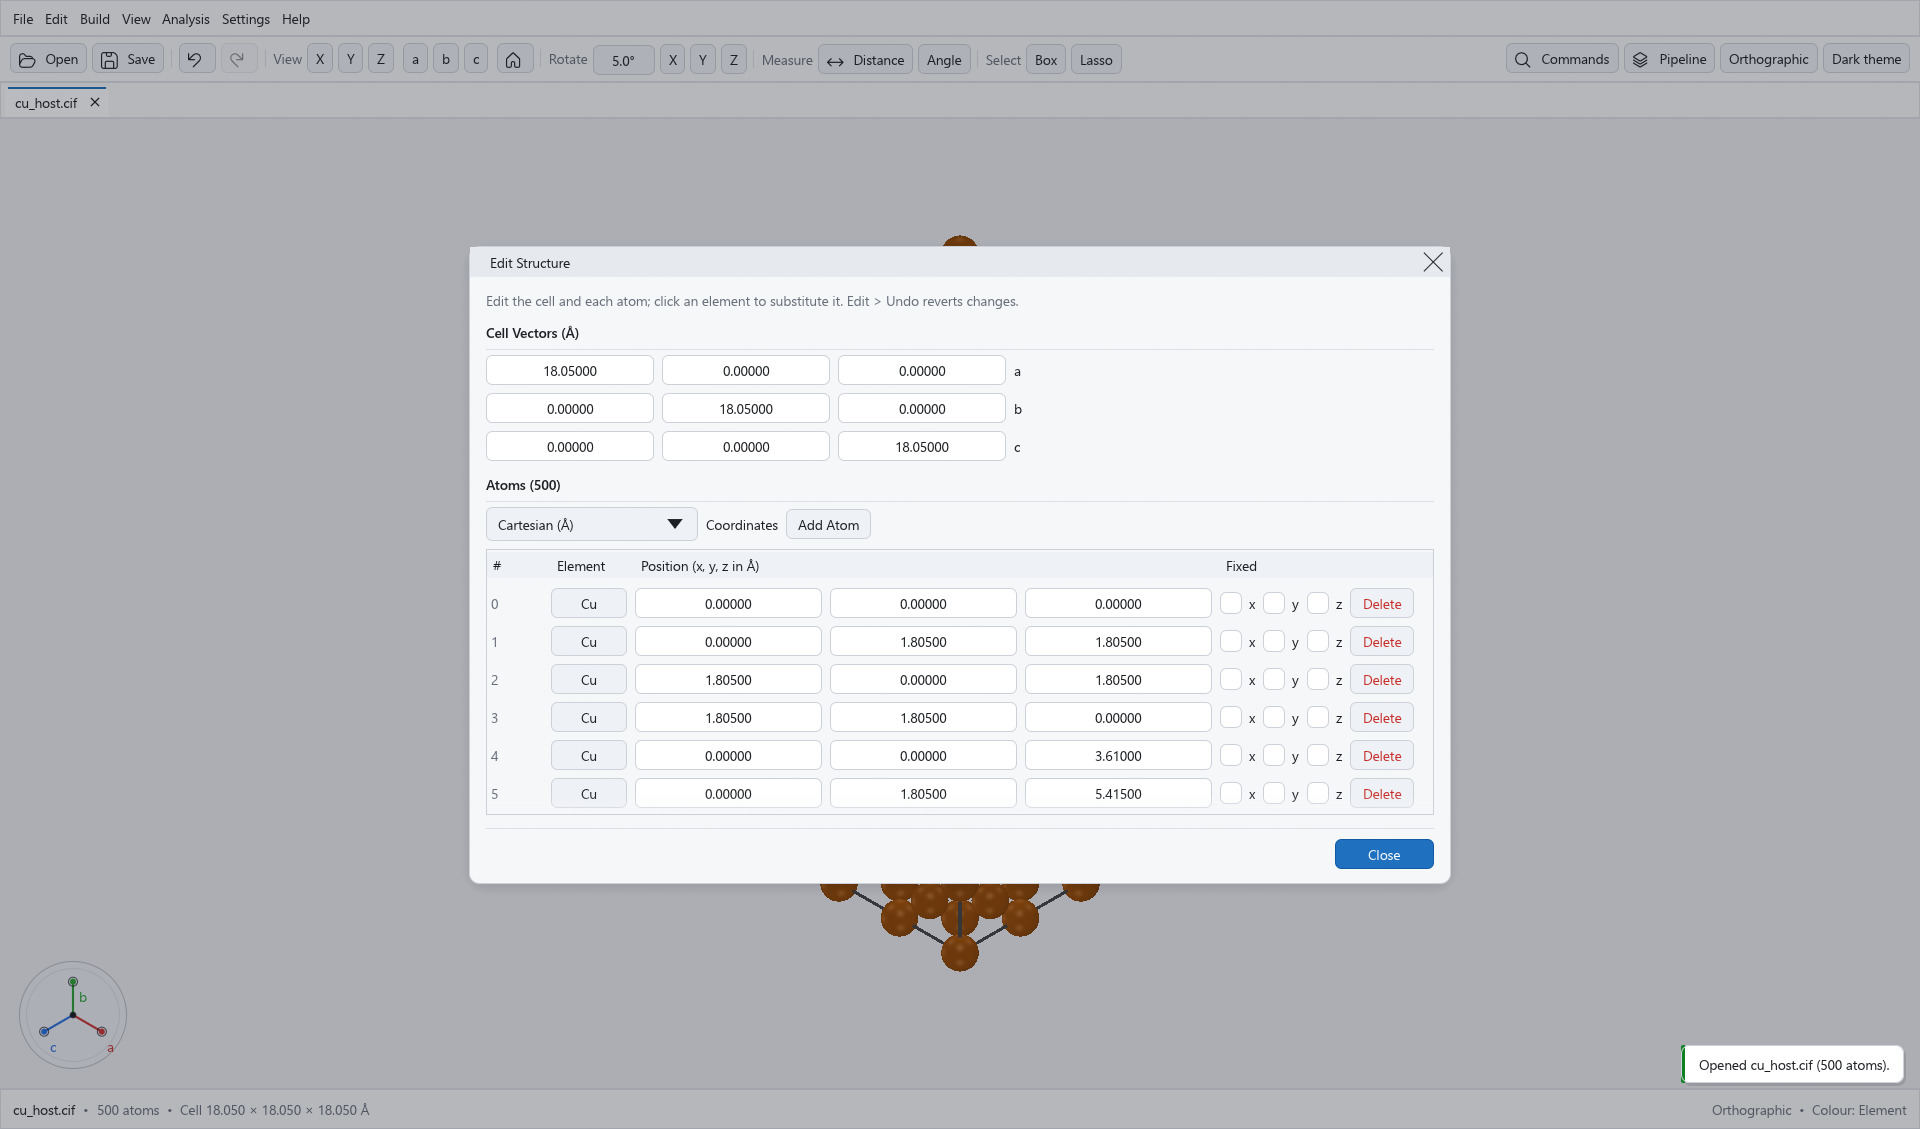 File Edit Build View Analysis Settings Help
Open Save View X Y Z a b c Rotate 5.0° X Y Z Measure Distance Angle Select Box Lasso Commands Pipeline Orthographic Dark theme
cu_host.cif
Edit Structure
Edit the cell and each atom; click an element to substitute it. Edit > Undo reverts changes.
Cell Vectors (Å)
18.05000 0.00000 0.00000 a
0.00000 18.05000 0.00000 b
0.00000 0.00000 18.05000 c
Atoms (500)
Cartesian (Å) Coordinates Add Atom
# Element Position (x, y, z in Å) Fixed
0 Cu 0.00000 0.00000 0.00000 x y z Delete
1 Cu 0.00000 1.80500 1.80500 x y z Delete
2 Cu 1.80500 0.00000 1.80500 x y z Delete
3 Cu 1.80500 1.80500 0.00000 x y z Delete
4 Cu 0.00000 0.00000 3.61000 x y z Delete
5 Cu 0.00000 1.80500 5.41500 x y z Delete
Close
b
c a
Opened cu_host.cif (500 atoms).
cu_host.cif • 500 atoms • Cell 18.050 × 18.050 × 18.050 Å Orthographic • Colour: Element